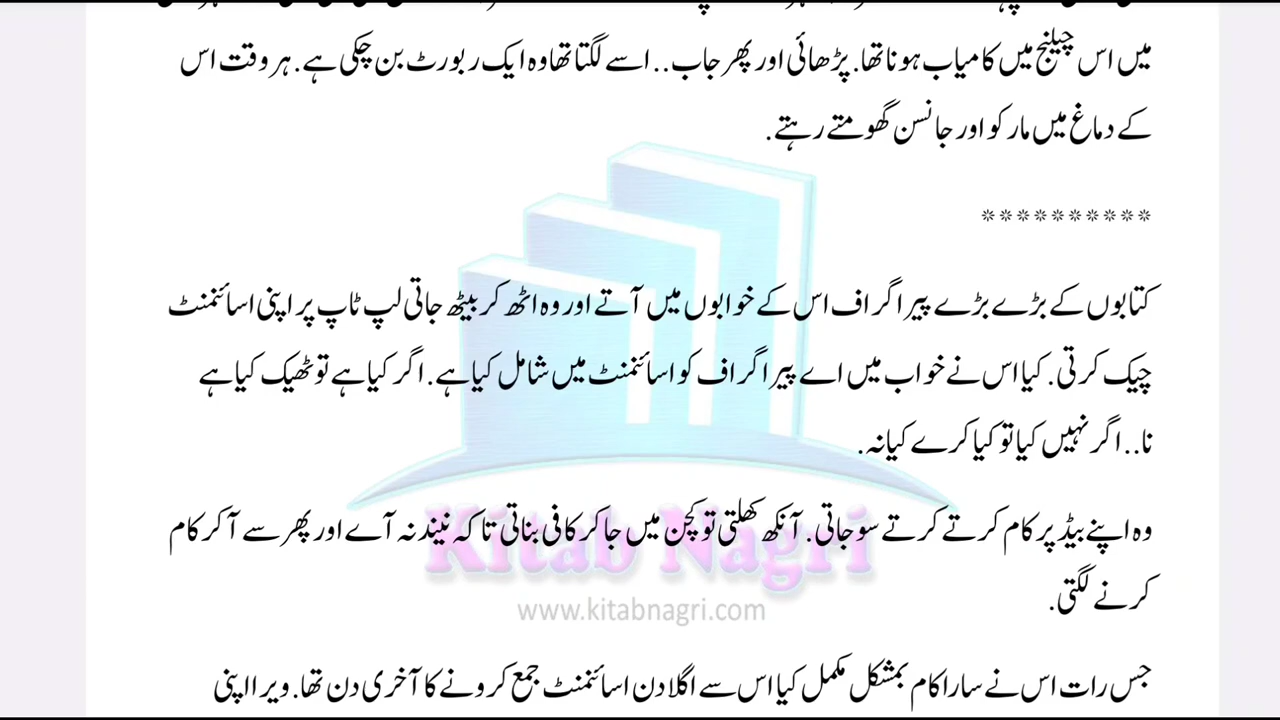 میں اس چیلنج میں کامیاب ہونا تھا. پڑھائی اور پھر جاب.. اسے لگتا تھا وہ ایک ربورٹ بن چکی ہے. ہر وقت اس
کے دماغ میں مارکو اور جانسن گھومتے رہتے.
**********
کتابوں کے بڑے بڑے پیراگراف اس کے خوابوں میں آتے اور وہ اٹھ کر بیٹھ جاتی لپ ٹاپ پر اپنی اسائنمنٹ
چیک کرتی. کیا اس نے خواب میں اے پیراگراف کو اسائنمنٹ میں شامل کیا ہے. اگر کیا ہے تو ٹھیک کیا ہے
نا.. اگر نہیں کیا تو کیا کرے کیا نہ.
وہ اپنے بیڈ پر کام کرتے کرتے سو جاتی. آنکھ کھلتی تو کچن میں جا کر کافی بناتی تاکہ نیند نہ آے اور پھر سے آ کر کام
کرنے لگتی.
Kitab Nagri
www.kitabnagri.com
جس رات اس نے سارا کام بمشکل مکمل کیا اس سے اگلا دن اسائنمنٹ جمع کرونے کا آخری دن تھا. ویرا اپنی